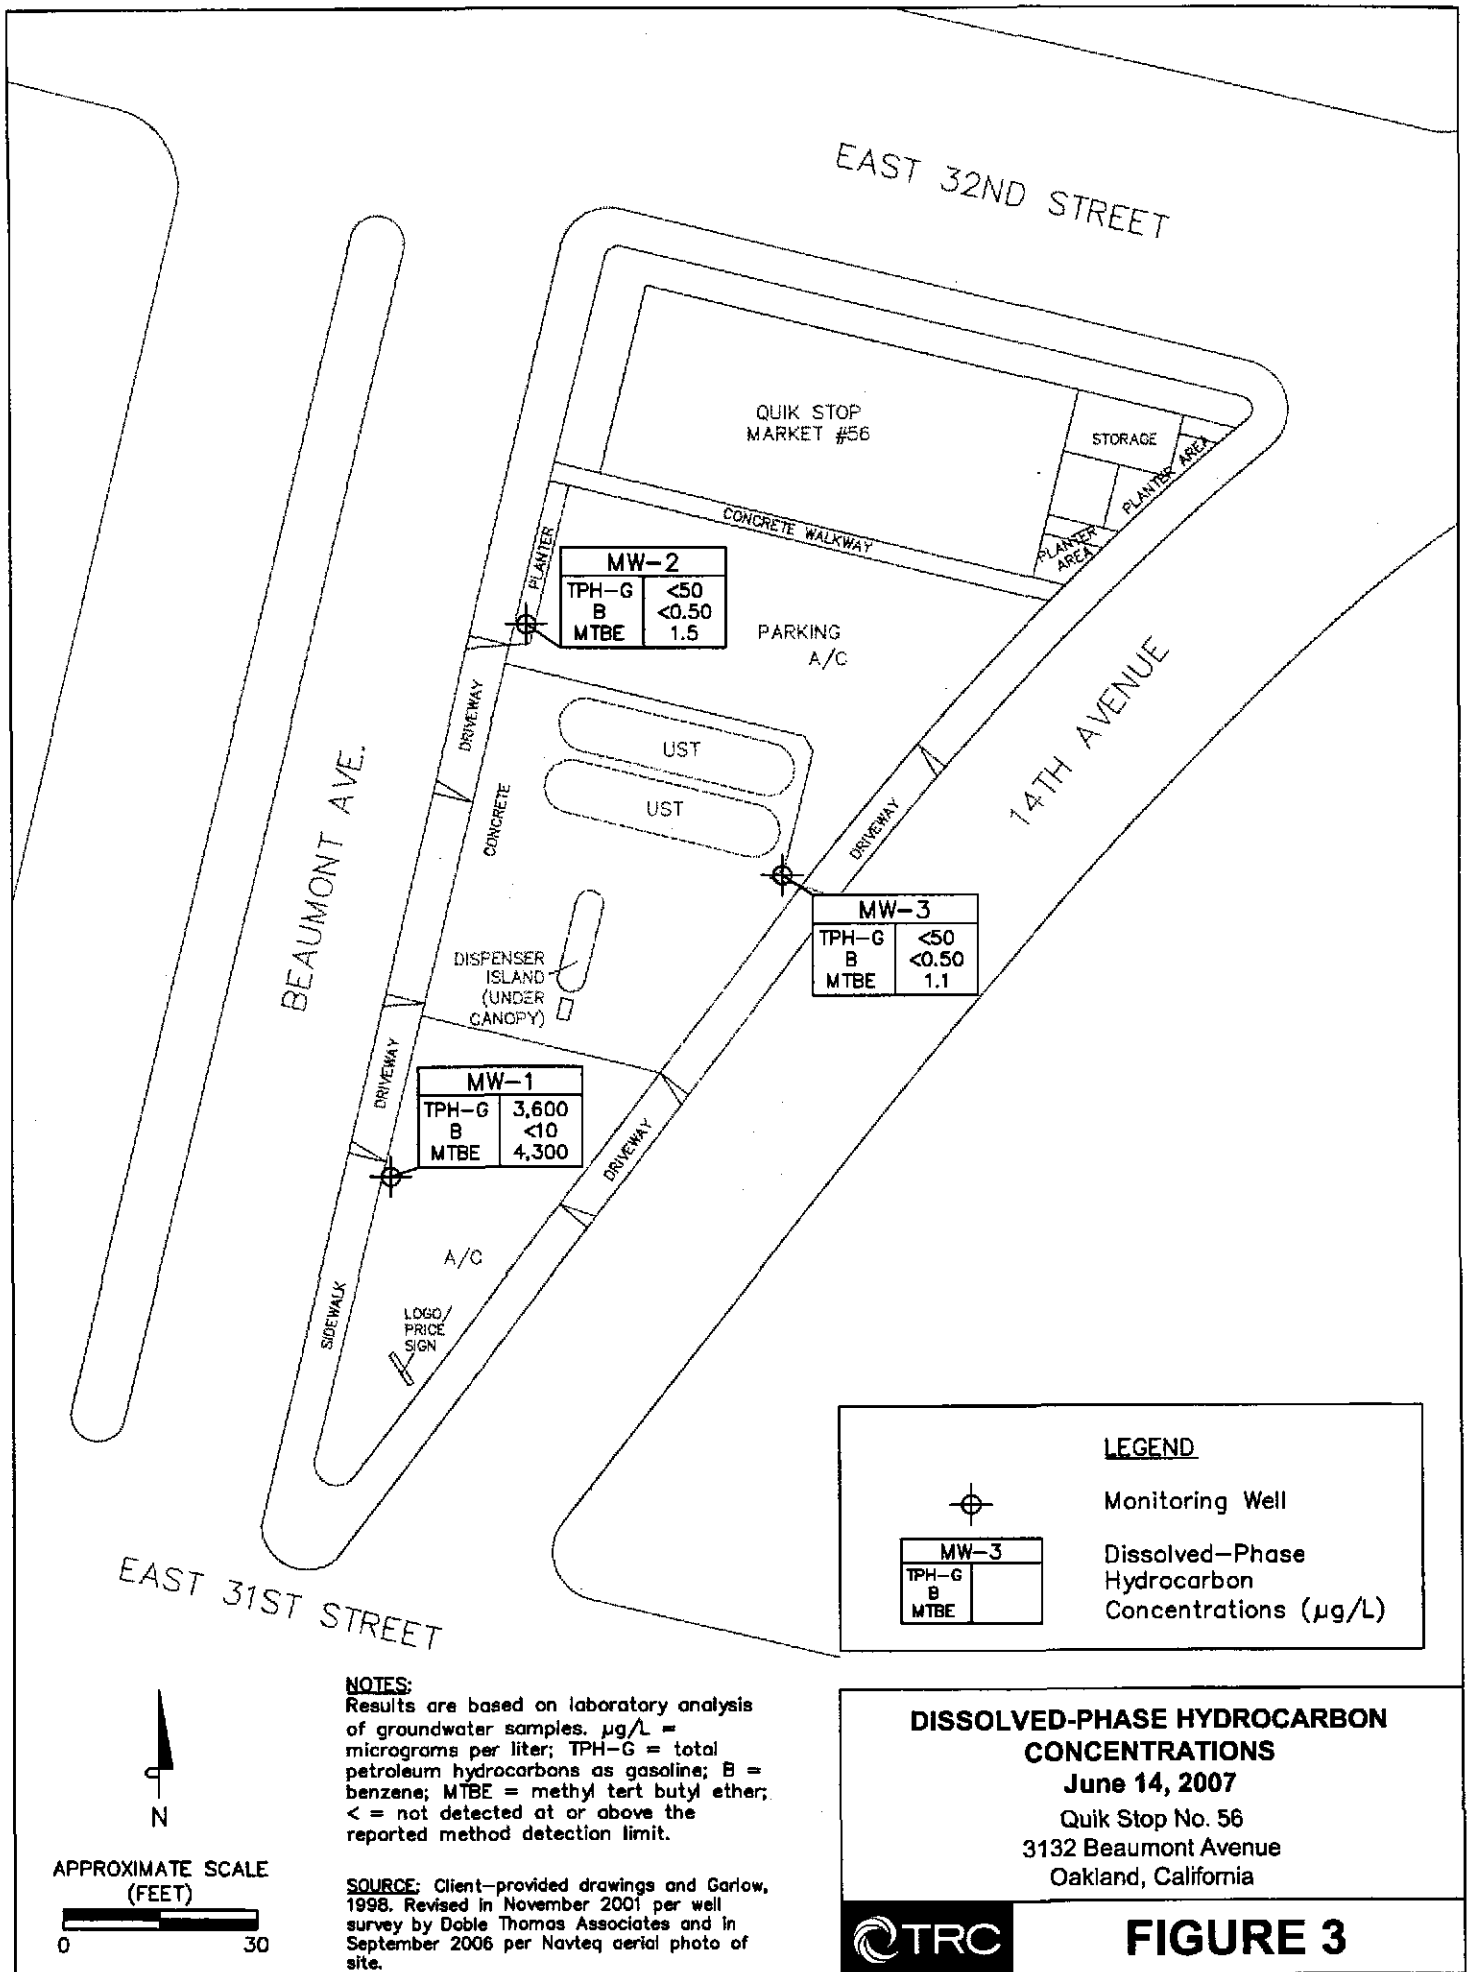 EAST 32ND STREET
QUIK STOP
MARKET #56
STORAGE
PLANTER AREA
PLANTER
AREA
CONCRETE WALKWAY
PLANTER
MW-2
TPH-G <50
B <0.50
MTBE 1.5
PARKING
A/C
DRIVEWAY
UST
UST
CONCRETE
BEAUMONT AVE.
14TH AVENUE
DRIVEWAY
MW-3
TPH-G <50
B <0.50
MTBE 1.1
DISPENSER
ISLAND
(UNDER
CANOPY)
DRIVEWAY
MW-1
TPH-G 3,600
B <10
MTBE 4,300
DRIVEWAY
A/C
SIDEWALK
LOGO/
PRICE
SIGN
EAST 31ST STREET
LEGEND
Monitoring Well
MW-3
TPH-G
B
MTBE
Dissolved-Phase
Hydrocarbon
Concentrations (µg/L)
N
APPROXIMATE SCALE
(FEET)
0 30
NOTES:
Results are based on laboratory analysis
of groundwater samples. µg/L =
micrograms per liter; TPH-G = total
petroleum hydrocarbons as gasoline; B =
benzene; MTBE = methyl tert butyl ether;
< = not detected at or above the
reported method detection limit.
SOURCE: Client-provided drawings and Garlow,
1998. Revised in November 2001 per well
survey by Doble Thomas Associates and in
September 2006 per Navteq aerial photo of
site.
DISSOLVED-PHASE HYDROCARBON
CONCENTRATIONS
June 14, 2007
Quik Stop No. 56
3132 Beaumont Avenue
Oakland, California
TRC
FIGURE 3